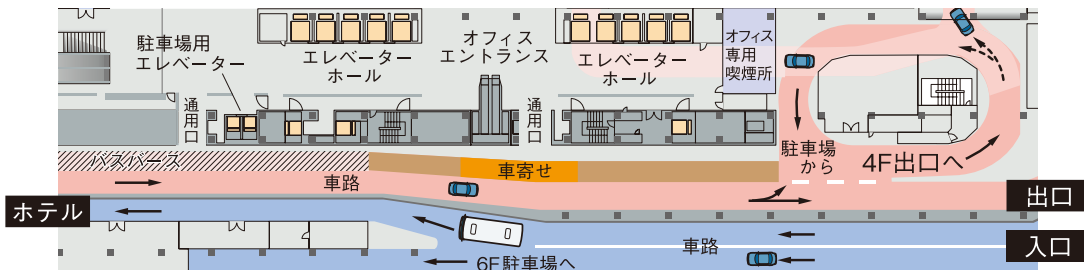 駐車場用
エレベーター
エレベーター
ホール
オフィス
エントランス
エレベーター
ホール
オフィス
専用
喫煙所
通用口
通用口
バスバース
車寄せ
駐車場
から
4F出口へ
車路
出口
ホテル
車路
入口
6F駐車場へ